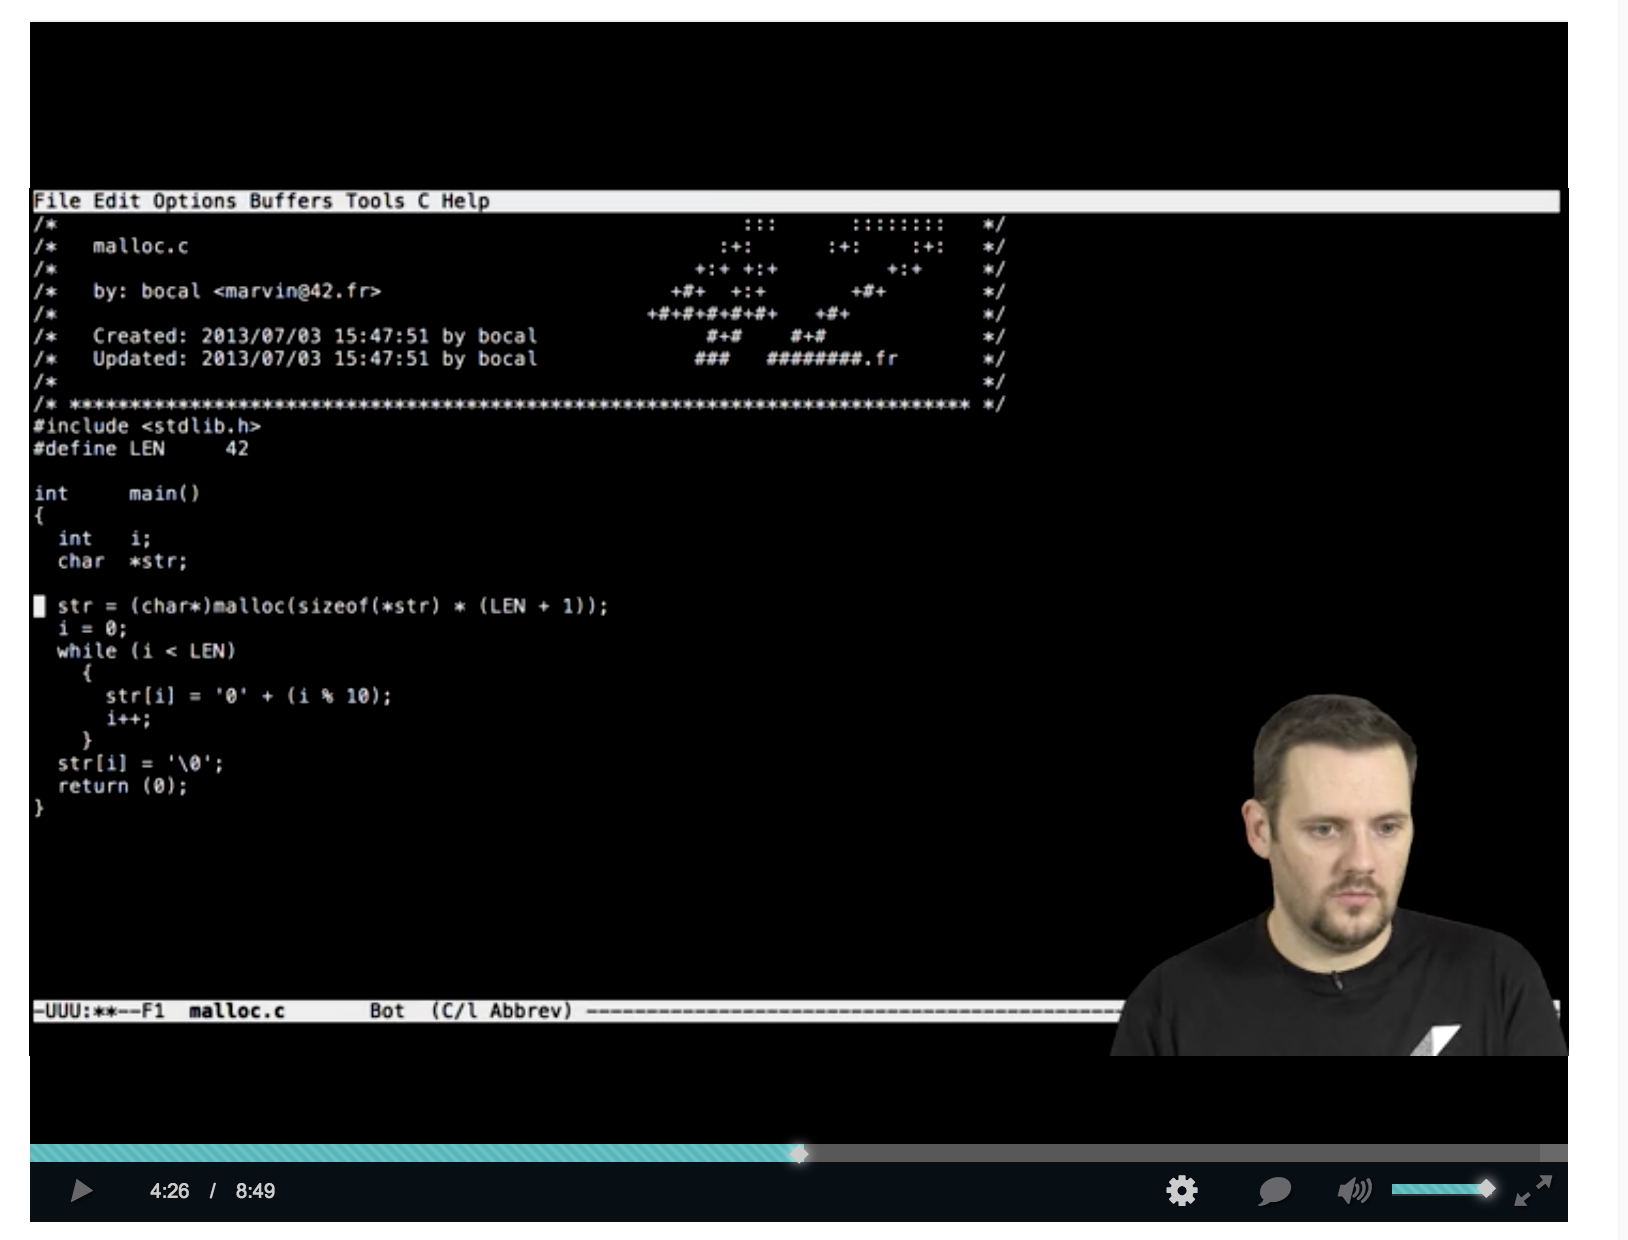 File Edit Options Buffers Tools C Help
/*                                                         :::      ::::::::   */
/*    malloc.c                                           :+:      :+:    :+:   */
/*                                                     +:+ +:+         +:+     */
/*    by: bocal <marvin@42.fr>                       +#+  +:+       +#+        */
/*                                                 +#+#+#+#+#+   +#+           */
/*    Created: 2013/07/03 15:47:51 by bocal             #+#    #+#             */
/*    Updated: 2013/07/03 15:47:51 by bocal            ###   ########.fr       */
/*                                                                             */
/* *************************************************************************** */
#include <stdlib.h>
#define LEN     42
int     main()
{
  int   i;
  char  *str;
  str = (char*)malloc(sizeof(*str) * (LEN + 1));
  i = 0;
  while (i < LEN)
    {
      str[i] = '0' + (i % 10);
      i++;
    }
  str[i] = '\0';
  return (0);
}
-UUU:**--F1  malloc.c       Bot  (C/l Abbrev) ---------------------------------------------
4:26 / 8:49